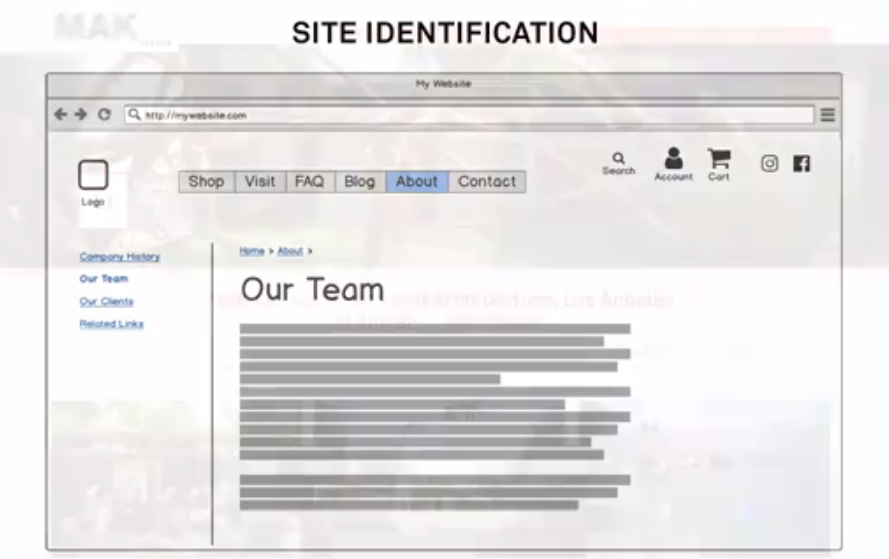 MAK
SITE IDENTIFICATION
My Website
http://mywebsite.com
Logo
Shop Visit FAQ Blog About Contact
Search Account Cart
Company History
Our Team
Our Clients
Related Links
Home > About >
Our Team
and Architecture, Los Angeles